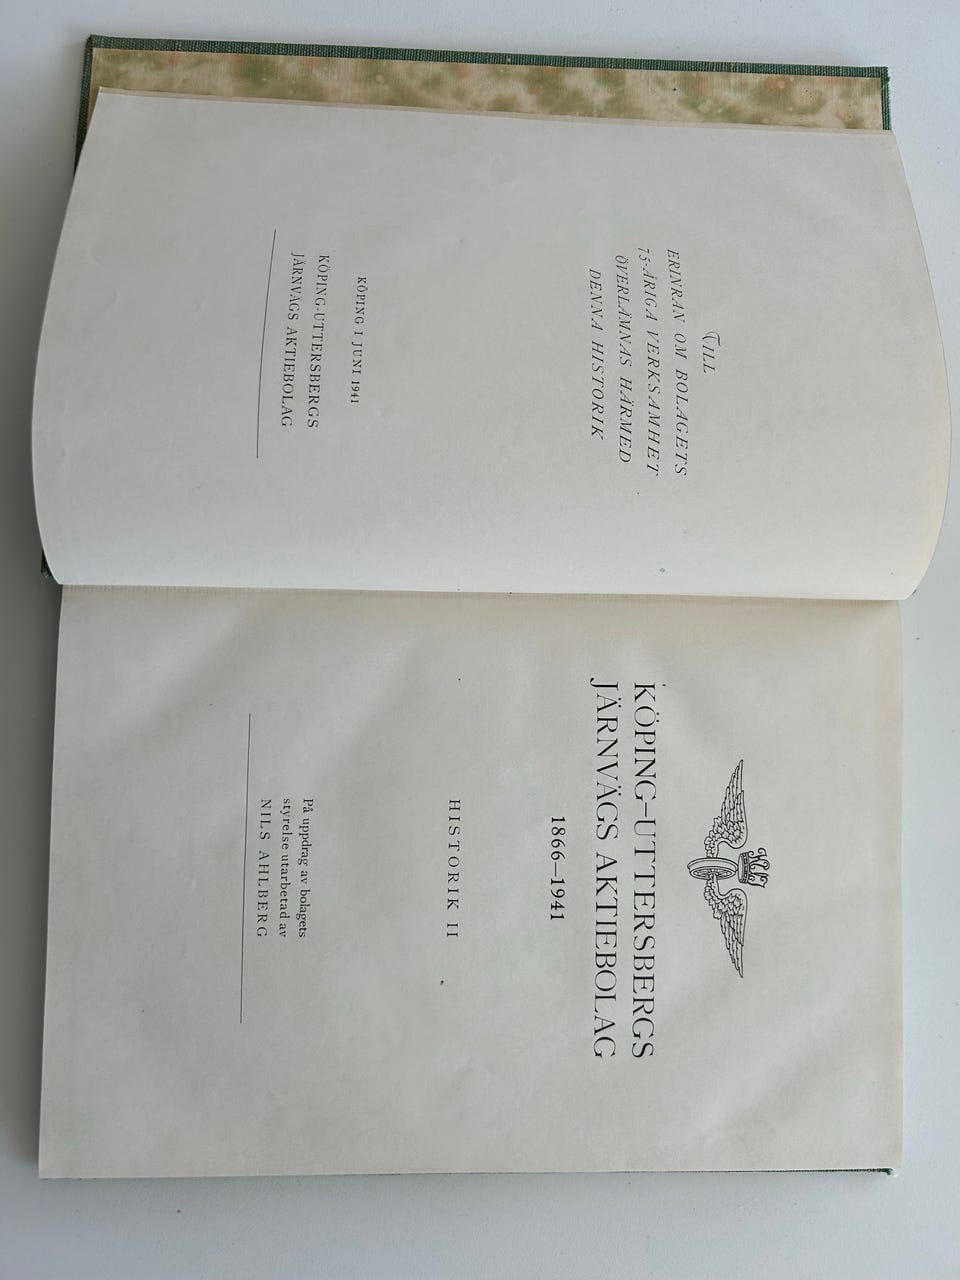 TILL
ERINRAN OM BOLAGETS
75-ÅRIGA VERKSAMHET
ÖVERLÄMNAS HÄRMED
DENNA HISTORIK
KÖPING I JUNI 1941
KÖPING-UTTERSBERGS
JÄRNVÄGS AKTIEBOLAG
KÖPING–UTTERSBERGS
JÄRNVÄGS AKTIEBOLAG
1866–1941
HISTORIK II
På uppdrag av bolagets
styrelse utarbetad av
NILS AHLBERG